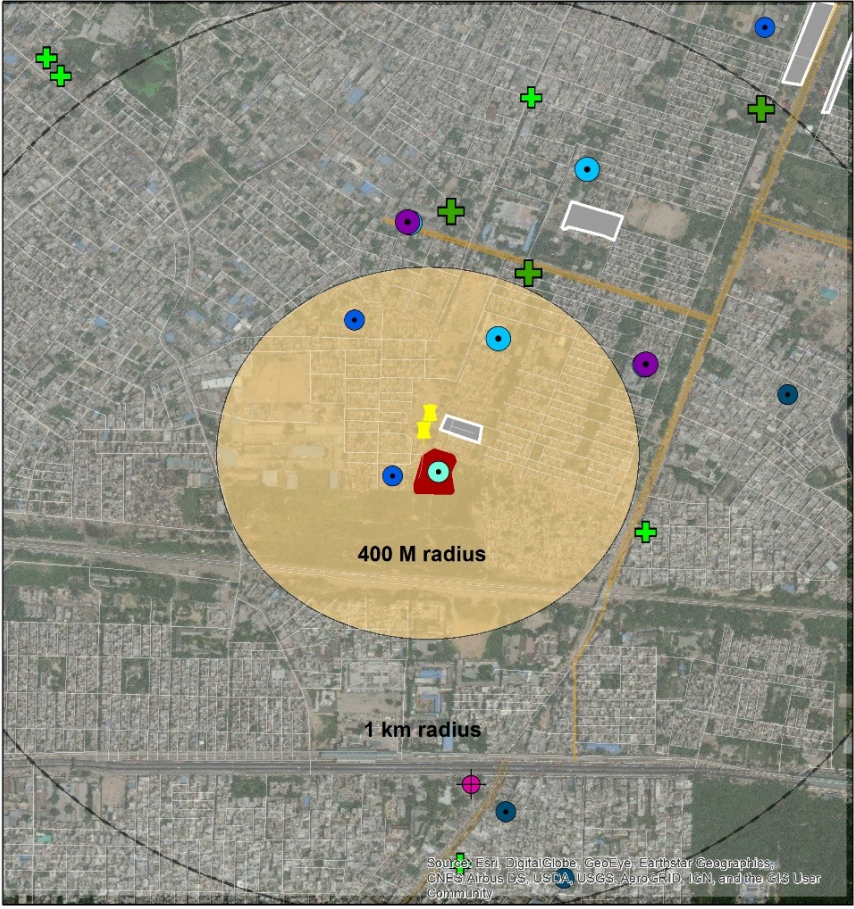 400 M radius
1 km radius
Source: Esri, DigitalGlobe, GeoEye, Earthstar Geographics,
CNES/Airbus DS, USDA, USGS, AeroGRID, IGN, and the GIS User
Community